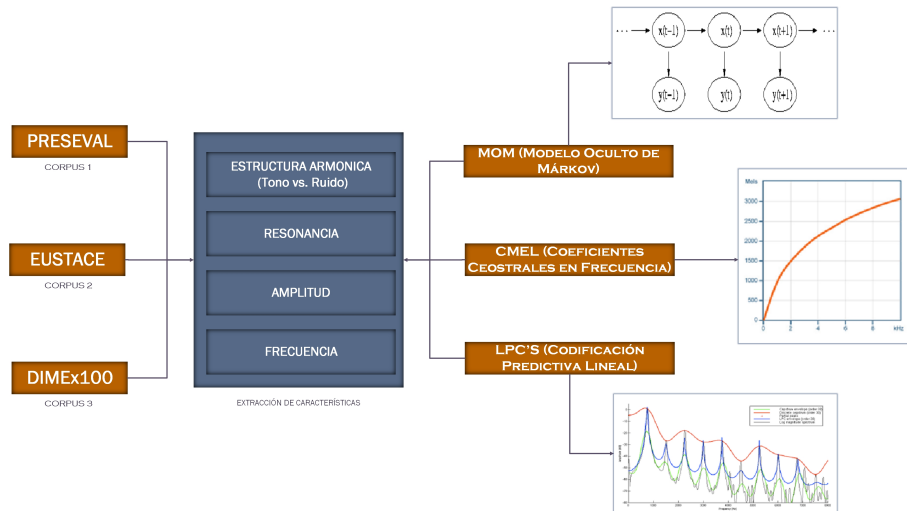 PRESEVAL
CORPUS 1
EUSTACE
CORPUS 2
DIMEx100
CORPUS 3
ESTRUCTURA ARMONICA
(Tono vs. Ruido)
RESONANCIA
AMPLITUD
FRECUENCIA
EXTRACCIÓN DE CARACTERÍSTICAS
MOM (Modelo Oculto de
Márkov)
CMEL (Coeficientes
Ceostrales en Frecuencia)
LPC'S (Codificación
Predictiva Lineal)
... x(t-1) x(t) x(t+1) ...
y(t-1) y(t) y(t+1)
Mels
3000
2500
2000
1500
1000
500
0
0 2 4 6 8 kHz